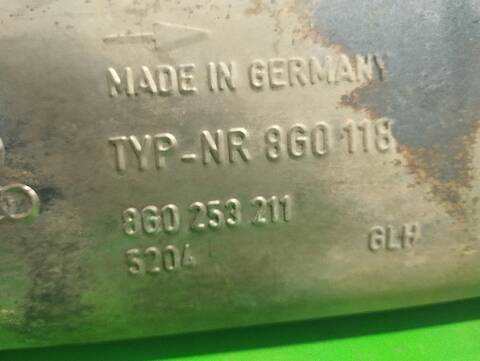 MADE IN GERMANY
TYP-NR 8G0 118
8G0 253 211
5204
GLH